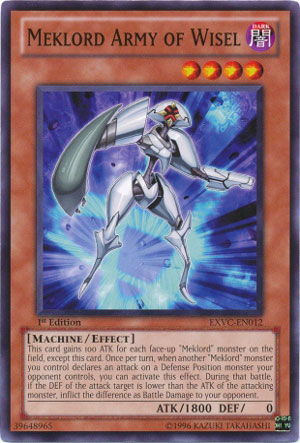 MEKLORD ARMY OF WISEL
DARK
闇
1st Edition
EXVC-EN012
[MACHINE / EFFECT]
This card gains 100 ATK for each face-up "Meklord" monster on the
field, except this card. Once per turn, when another "Meklord" monster
you control declares an attack on a Defense Position monster your
opponent controls, you can activate this effect. During that battle,
if the DEF of the attack target is lower than the ATK of the attacking
monster, inflict the difference as Battle Damage to your opponent.
ATK/1800 DEF/ 0
39648965
©1996 KAZUKI TAKAHASHI